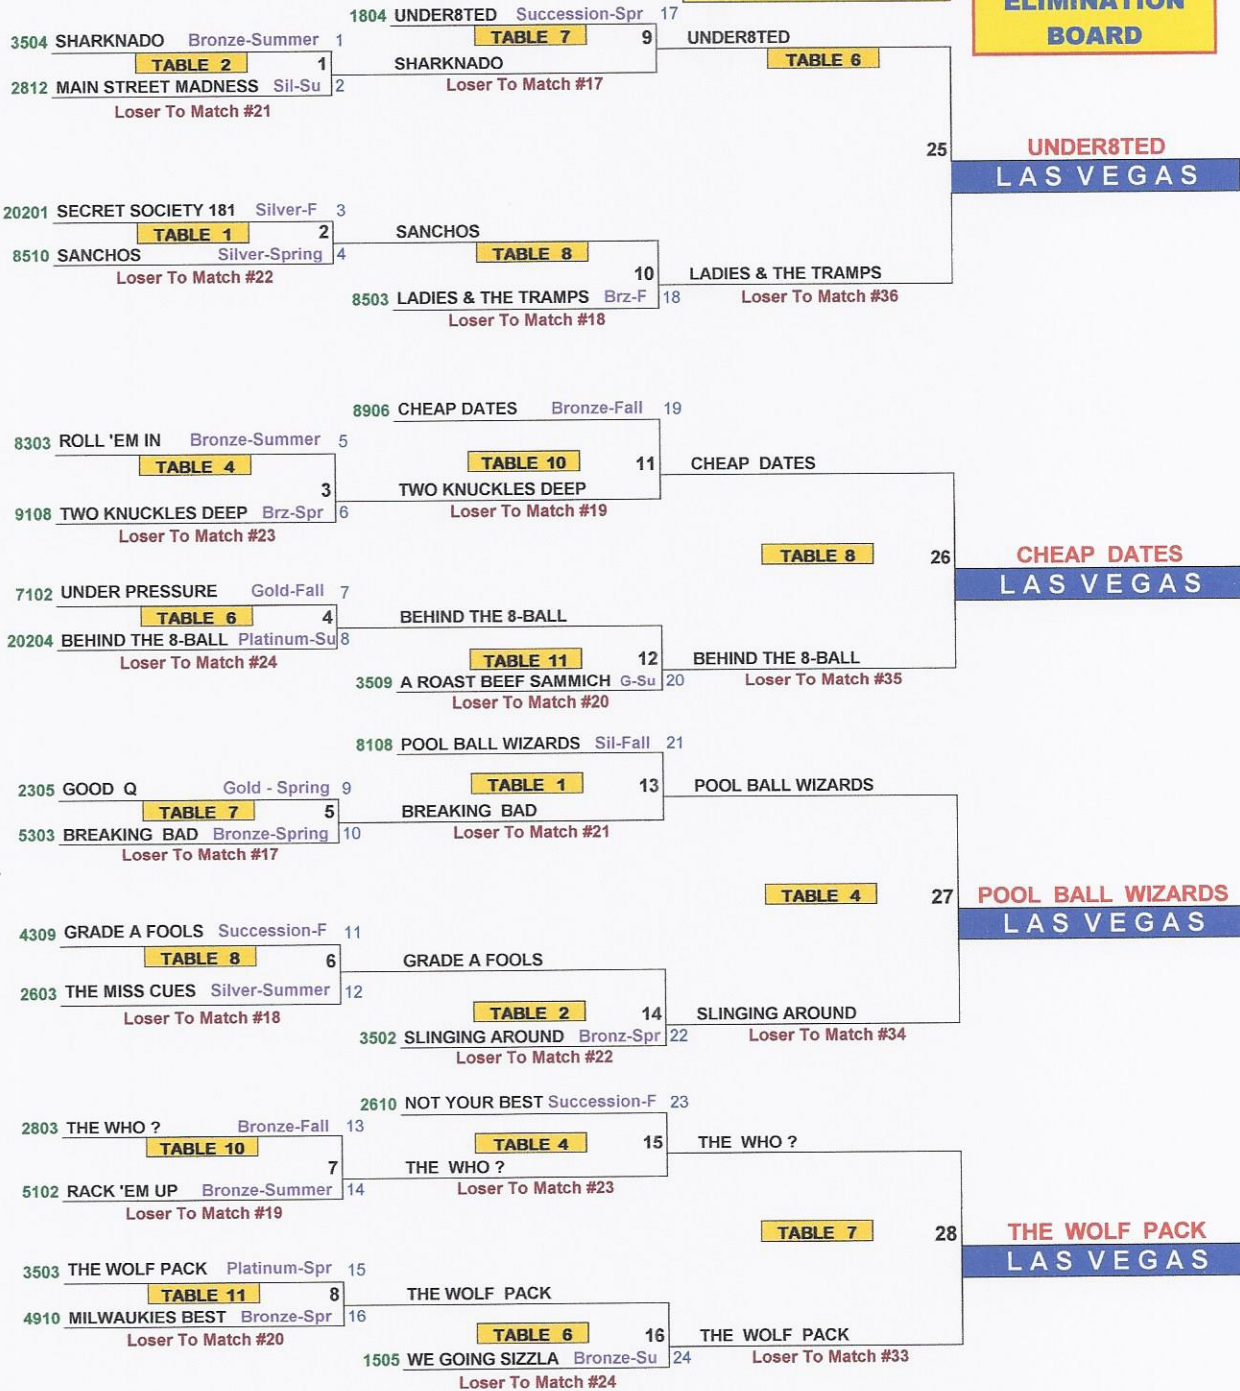 ELIMINATION
BOARD
1804 UNDER8TED Succession-Spr 17
TABLE 7 9
UNDER8TED
TABLE 6
3504 SHARKNADO Bronze-Summer 1
TABLE 2 1
SHARKNADO
Loser To Match #17
2812 MAIN STREET MADNESS Sil-Su 2
Loser To Match #21
25
UNDER8TED
LAS VEGAS
20201 SECRET SOCIETY 181 Silver-F 3
TABLE 1 2
SANCHOS
TABLE 8
8510 SANCHOS Silver-Spring 4
Loser To Match #22
10 LADIES & THE TRAMPS
8503 LADIES & THE TRAMPS Brz-F 18
Loser To Match #36
Loser To Match #18
8906 CHEAP DATES Bronze-Fall 19
8303 ROLL 'EM IN Bronze-Summer 5
TABLE 4
TABLE 10 11
CHEAP DATES
3
TWO KNUCKLES DEEP
9108 TWO KNUCKLES DEEP Brz-Spr 6
Loser To Match #19
Loser To Match #23
TABLE 8 26
CHEAP DATES
LAS VEGAS
7102 UNDER PRESSURE Gold-Fall 7
TABLE 6 4
BEHIND THE 8-BALL
20204 BEHIND THE 8-BALL Platinum-Su 8
Loser To Match #24
TABLE 11 12
BEHIND THE 8-BALL
3509 A ROAST BEEF SAMMICH G-Su 20
Loser To Match #35
Loser To Match #20
8108 POOL BALL WIZARDS Sil-Fall 21
2305 GOOD Q Gold - Spring 9
TABLE 1 13
POOL BALL WIZARDS
TABLE 7 5
BREAKING BAD
5303 BREAKING BAD Bronze-Spring 10
Loser To Match #21
Loser To Match #17
TABLE 4 27
POOL BALL WIZARDS
LAS VEGAS
4309 GRADE A FOOLS Succession-F 11
TABLE 8 6
GRADE A FOOLS
2603 THE MISS CUES Silver-Summer 12
Loser To Match #18
TABLE 2 14
SLINGING AROUND
3502 SLINGING AROUND Bronz-Spr 22
Loser To Match #34
Loser To Match #22
2610 NOT YOUR BEST Succession-F 23
2803 THE WHO ? Bronze-Fall 13
TABLE 10
TABLE 4 15
THE WHO ?
7
THE WHO ?
5102 RACK 'EM UP Bronze-Summer 14
Loser To Match #23
Loser To Match #19
TABLE 7 28
THE WOLF PACK
LAS VEGAS
3503 THE WOLF PACK Platinum-Spr 15
TABLE 11 8
THE WOLF PACK
4910 MILWAUKIES BEST Bronze-Spr 16
Loser To Match #20
TABLE 6 16
THE WOLF PACK
1505 WE GOING SIZZLA Bronze-Su 24
Loser To Match #33
Loser To Match #24